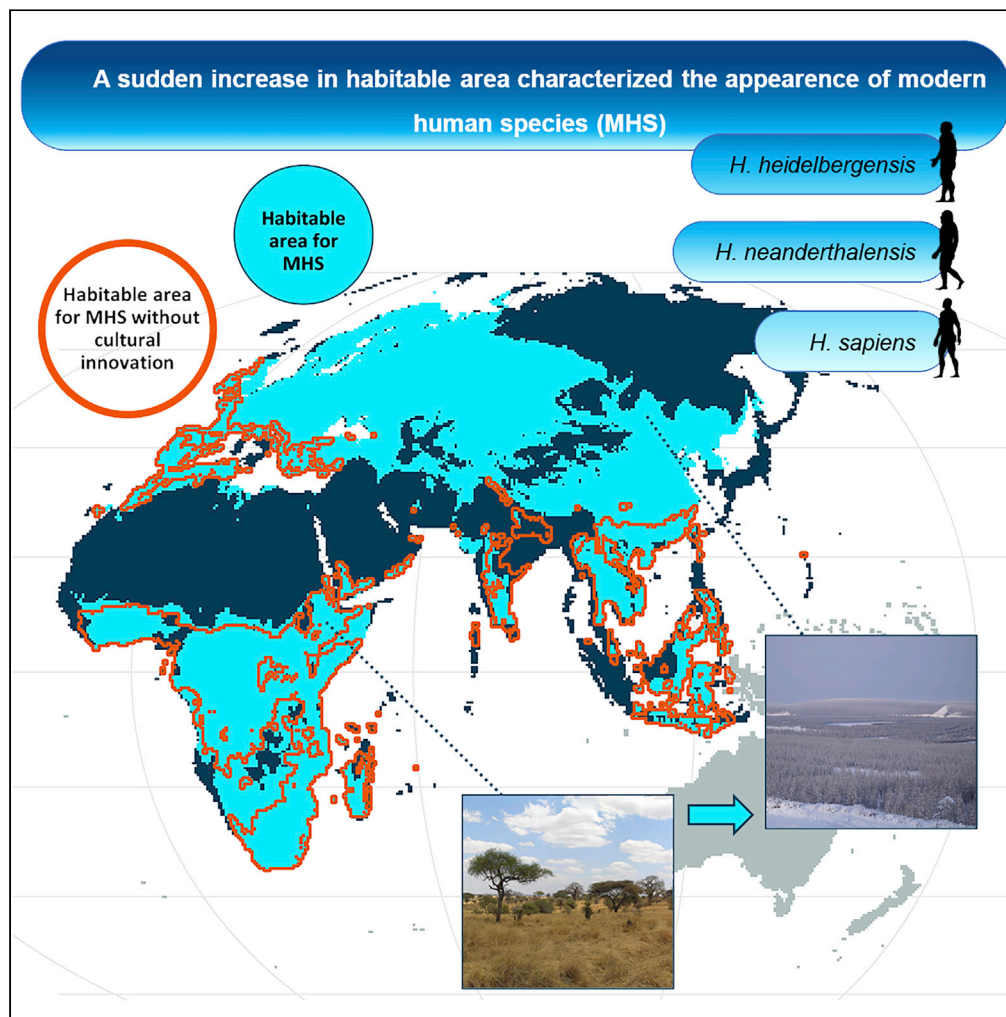 A sudden increase in habitable area characterized the appearence of modern
human species (MHS)
H. heidelbergensis
Habitable
area for
MHS
H. neanderthalensis
Habitable area
for MHS without
cultural
innovation
H. sapiens